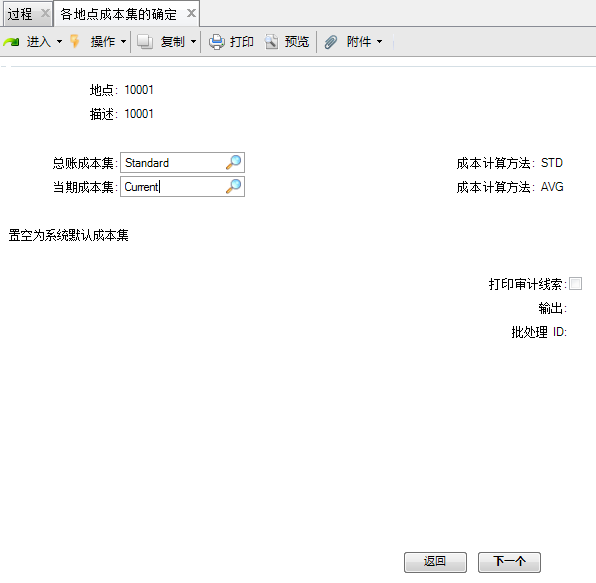 过程 各地点成本集的确定
进入 操作 复制 打印 预览 附件
地点: 10001
描述: 10001
总账成本集: Standard 成本计算方法: STD
当期成本集: Current 成本计算方法: AVG
置空为系统默认成本集
打印审计线索:
输出:
批处理 ID:
返回 下一个